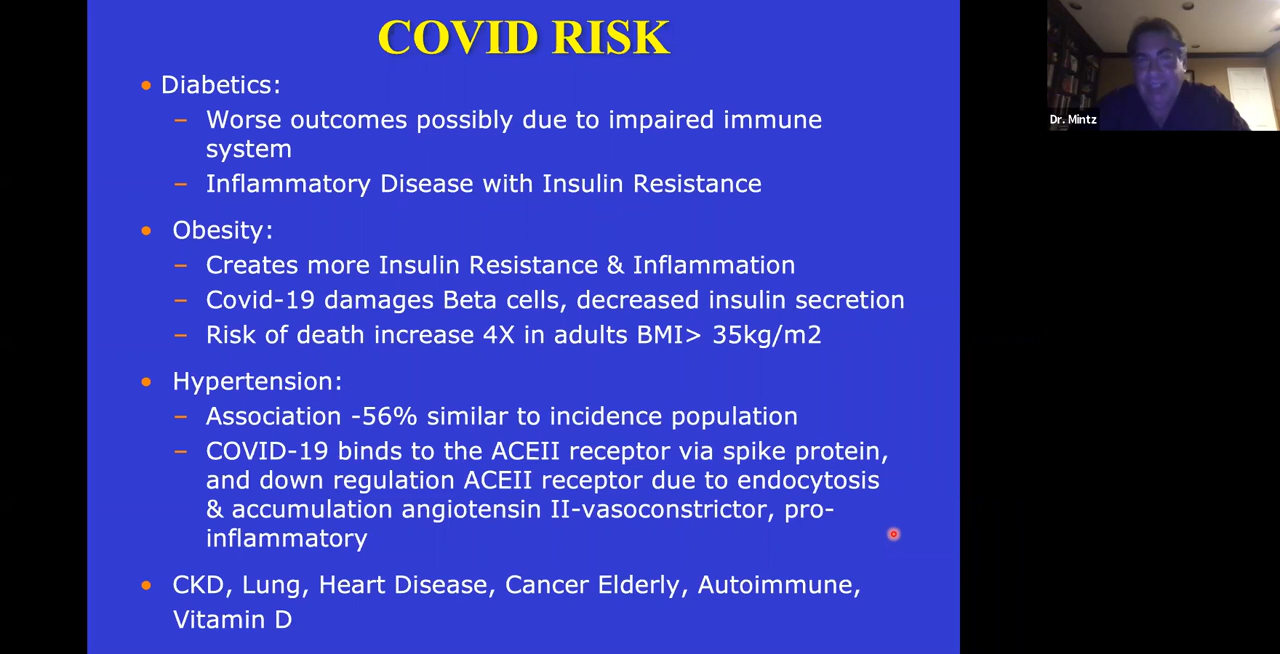 COVID RISK
• Diabetics:
– Worse outcomes possibly due to impaired immune
system
– Inflammatory Disease with Insulin Resistance
• Obesity:
– Creates more Insulin Resistance & Inflammation
– Covid-19 damages Beta cells, decreased insulin secretion
– Risk of death increase 4X in adults BMI> 35kg/m2
• Hypertension:
– Association -56% similar to incidence population
– COVID-19 binds to the ACEII receptor via spike protein,
and down regulation ACEII receptor due to endocytosis
& accumulation angiotensin II-vasoconstrictor, pro-
inflammatory
• CKD, Lung, Heart Disease, Cancer Elderly, Autoimmune,
Vitamin D
Dr. Mintz